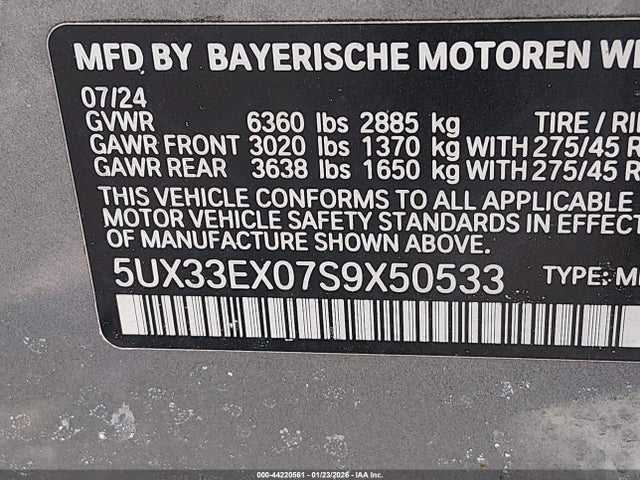 MFD BY BAYERISCHE MOTOREN
07/24
GVWR 6360 lbs 2885 kg TIRE /
GAWR FRONT 3020 lbs 1370 kg WITH 275/45 R
GAWR REAR 3638 lbs 1650 kg WITH 275/45 R
THIS VEHICLE CONFORMS TO ALL APPLICABLE
MOTOR VEHICLE SAFETY STANDARDS IN EFFECT
OF MANUFACTURE SHOWN ABOVE.
5UX33EX07S9X50533 TYPE:
000-44220561 - 01/23/2026 - IAAI.com